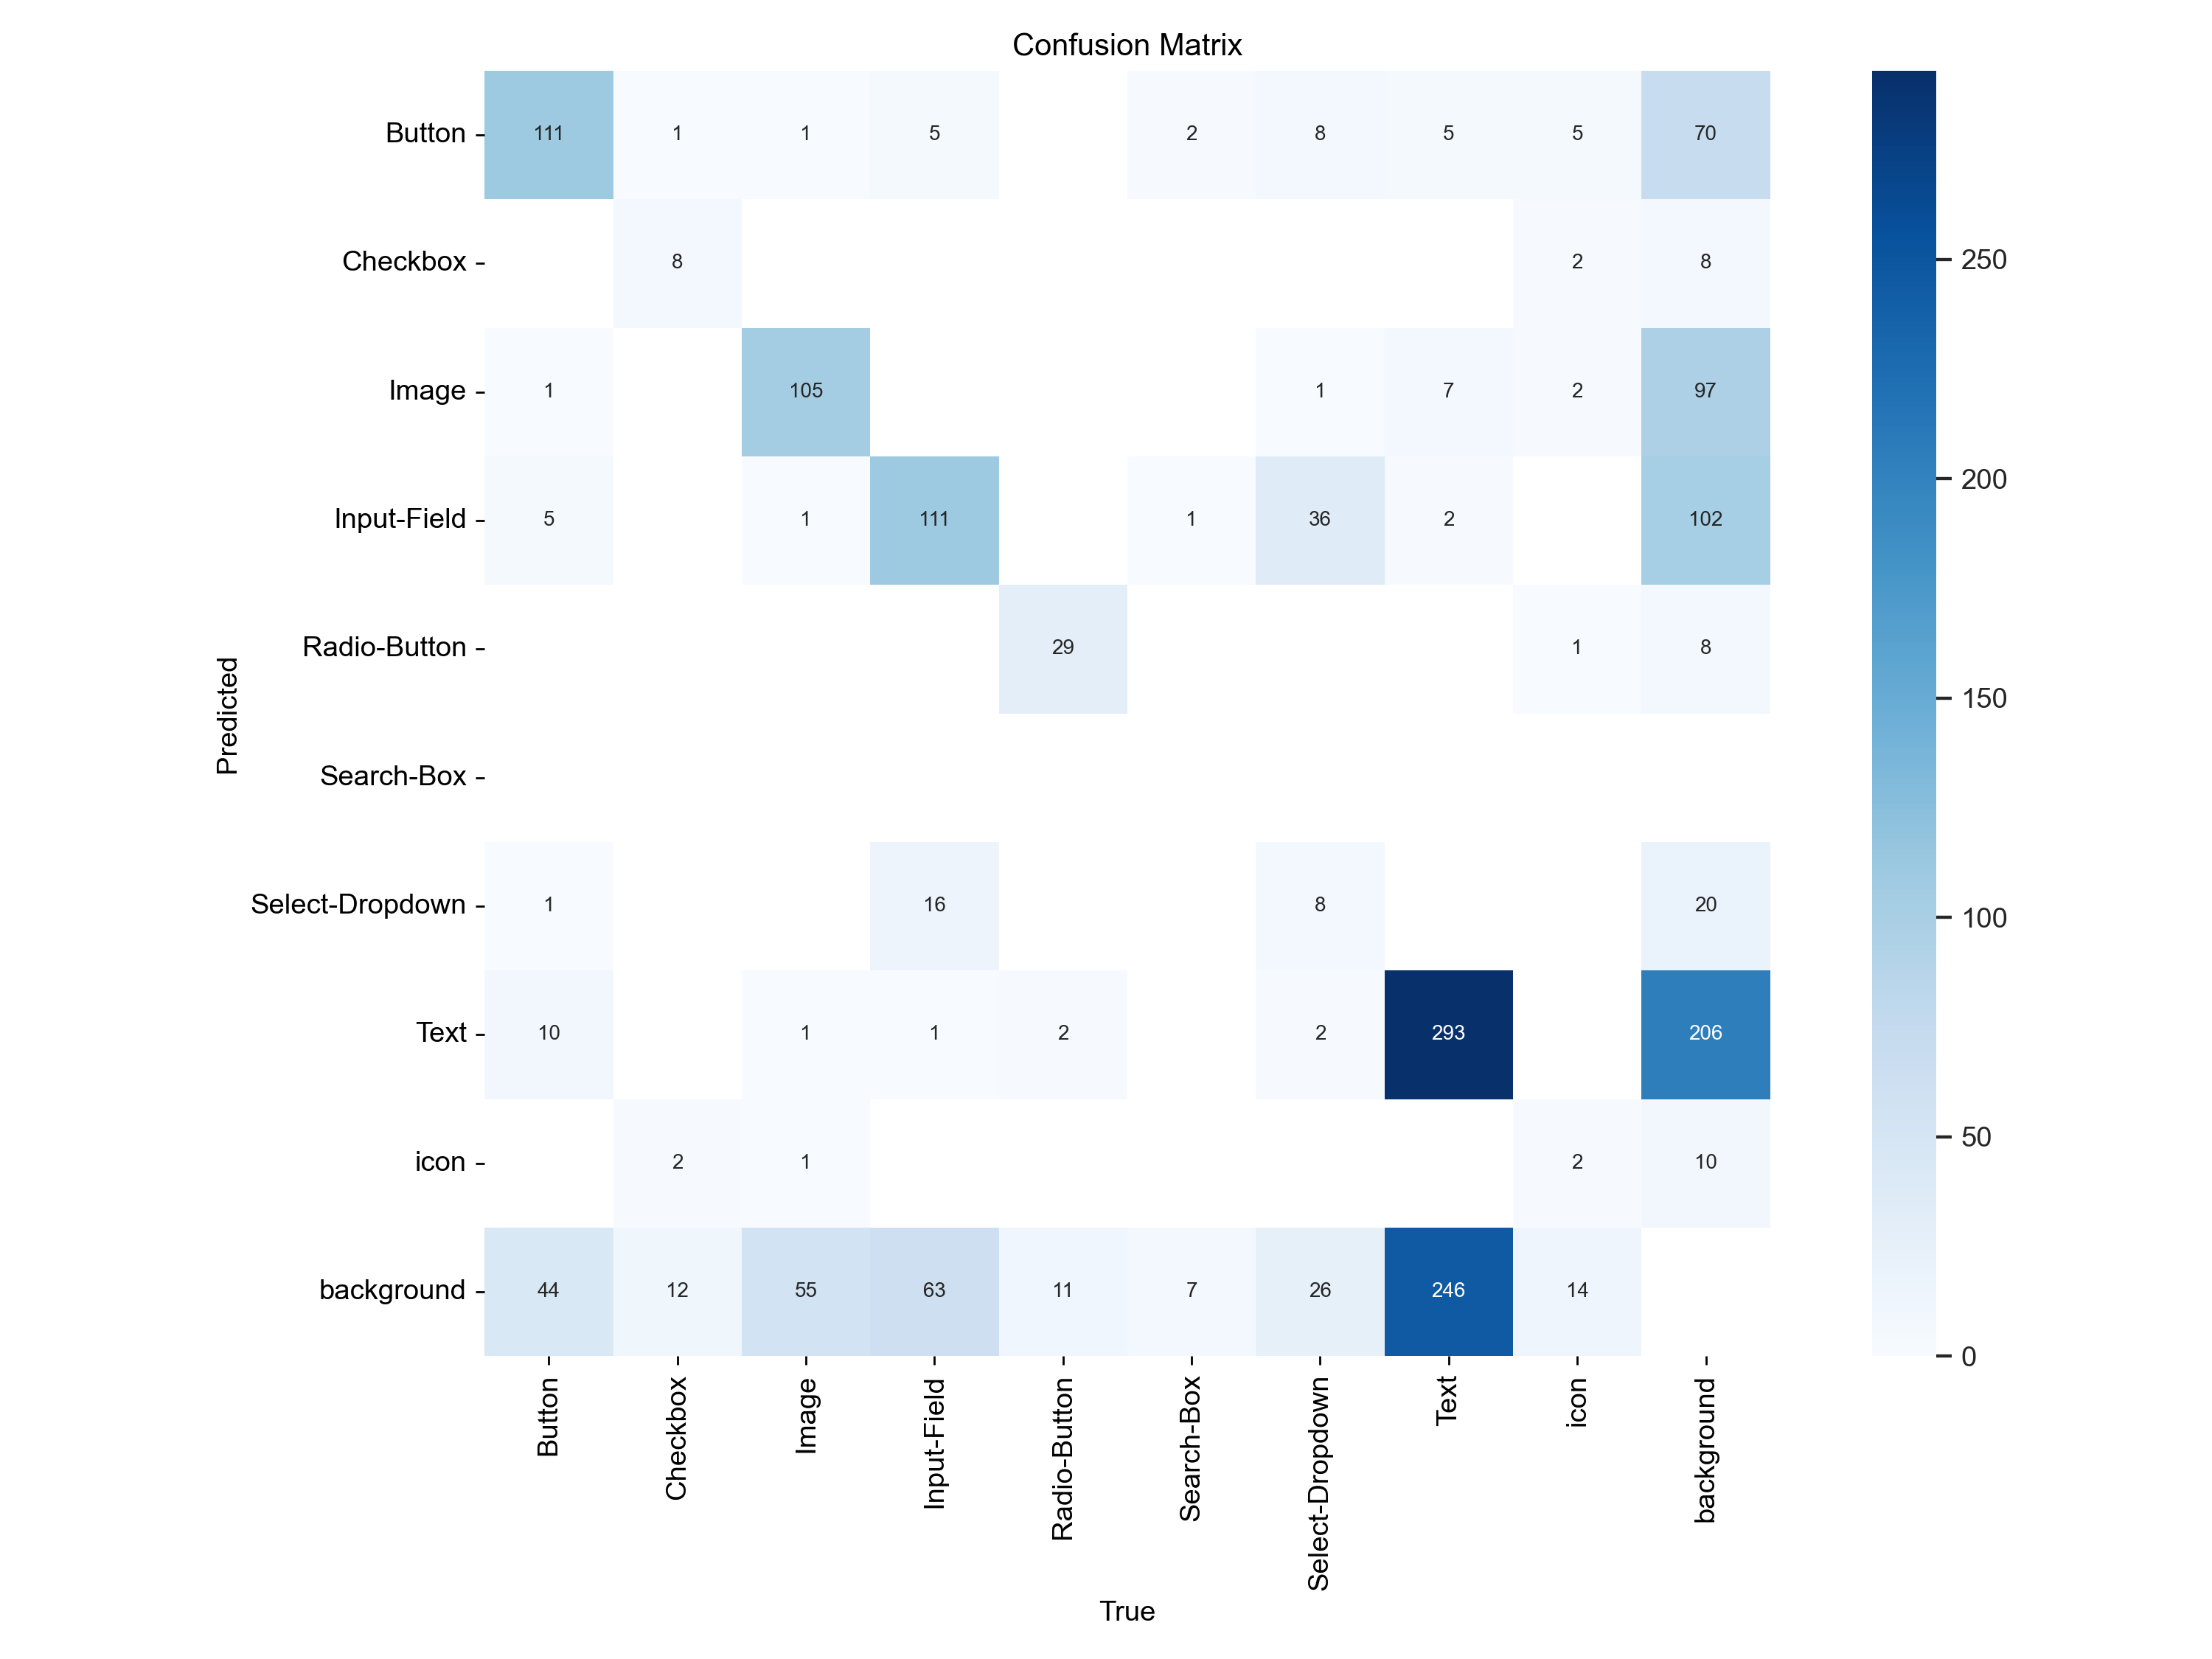 Confusion Matrix
Button 111 1 1 5 2 8 5 5 70
Checkbox 8 2 8
Image 1 105 1 7 2 97
Input-Field 5 1 111 1 36 2 102
Radio-Button 29 1 8
Search-Box
Select-Dropdown 1 16 8 20
Text 10 1 1 2 2 293 206
icon 2 1 2 10
background 44 12 55 63 11 7 26 246 14
Predicted
Button
Checkbox
Image
Input-Field
Radio-Button
Search-Box
Select-Dropdown
Text
icon
background
True
250
200
150
100
50
0